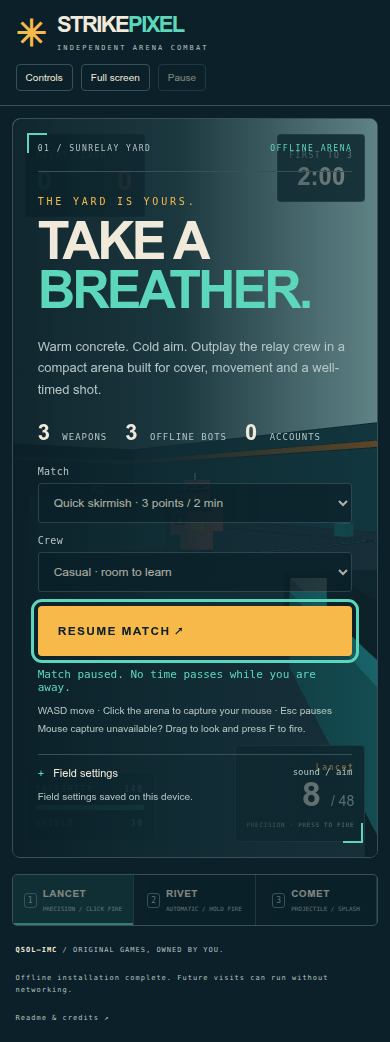 STRIKEPIXEL
INDEPENDENT ARENA COMBAT
Controls
Full screen
Pause
01 / SUNRELAY YARD
OFFLINE ARENA
FIRST TO 3
0 0
2:00
THE YARD IS YOURS.
TAKE A
BREATHER.
Warm concrete. Cold aim. Outplay the relay crew in a
compact arena built for cover, movement and a well-
timed shot.
3 WEAPONS 3 OFFLINE BOTS 0 ACCOUNTS
Match
Quick skirmish · 3 points / 2 min
Crew
Casual · room to learn
RESUME MATCH ↗
Match paused. No time passes while you are
away.
WASD move · Click the arena to capture your mouse · Esc pauses
Mouse capture unavailable? Drag to look and press F to fire.
Lancet
+ Field settings
sound / aim
Field settings saved on this device.
8 / 48
PRECISION · PRESS TO FIRE
1 LANCET
PRECISION / CLICK FIRE
2 RIVET
AUTOMATIC / HOLD FIRE
3 COMET
PROJECTILE / SPLASH
QSOL—IMC / ORIGINAL GAMES, OWNED BY YOU.
Offline installation complete. Future visits can run without
networking.
Readme & credits ↗